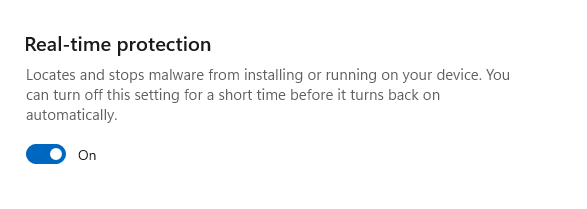 Real-time protection
Locates and stops malware from installing or running on your device. You
can turn off this setting for a short time before it turns back on
automatically.
On